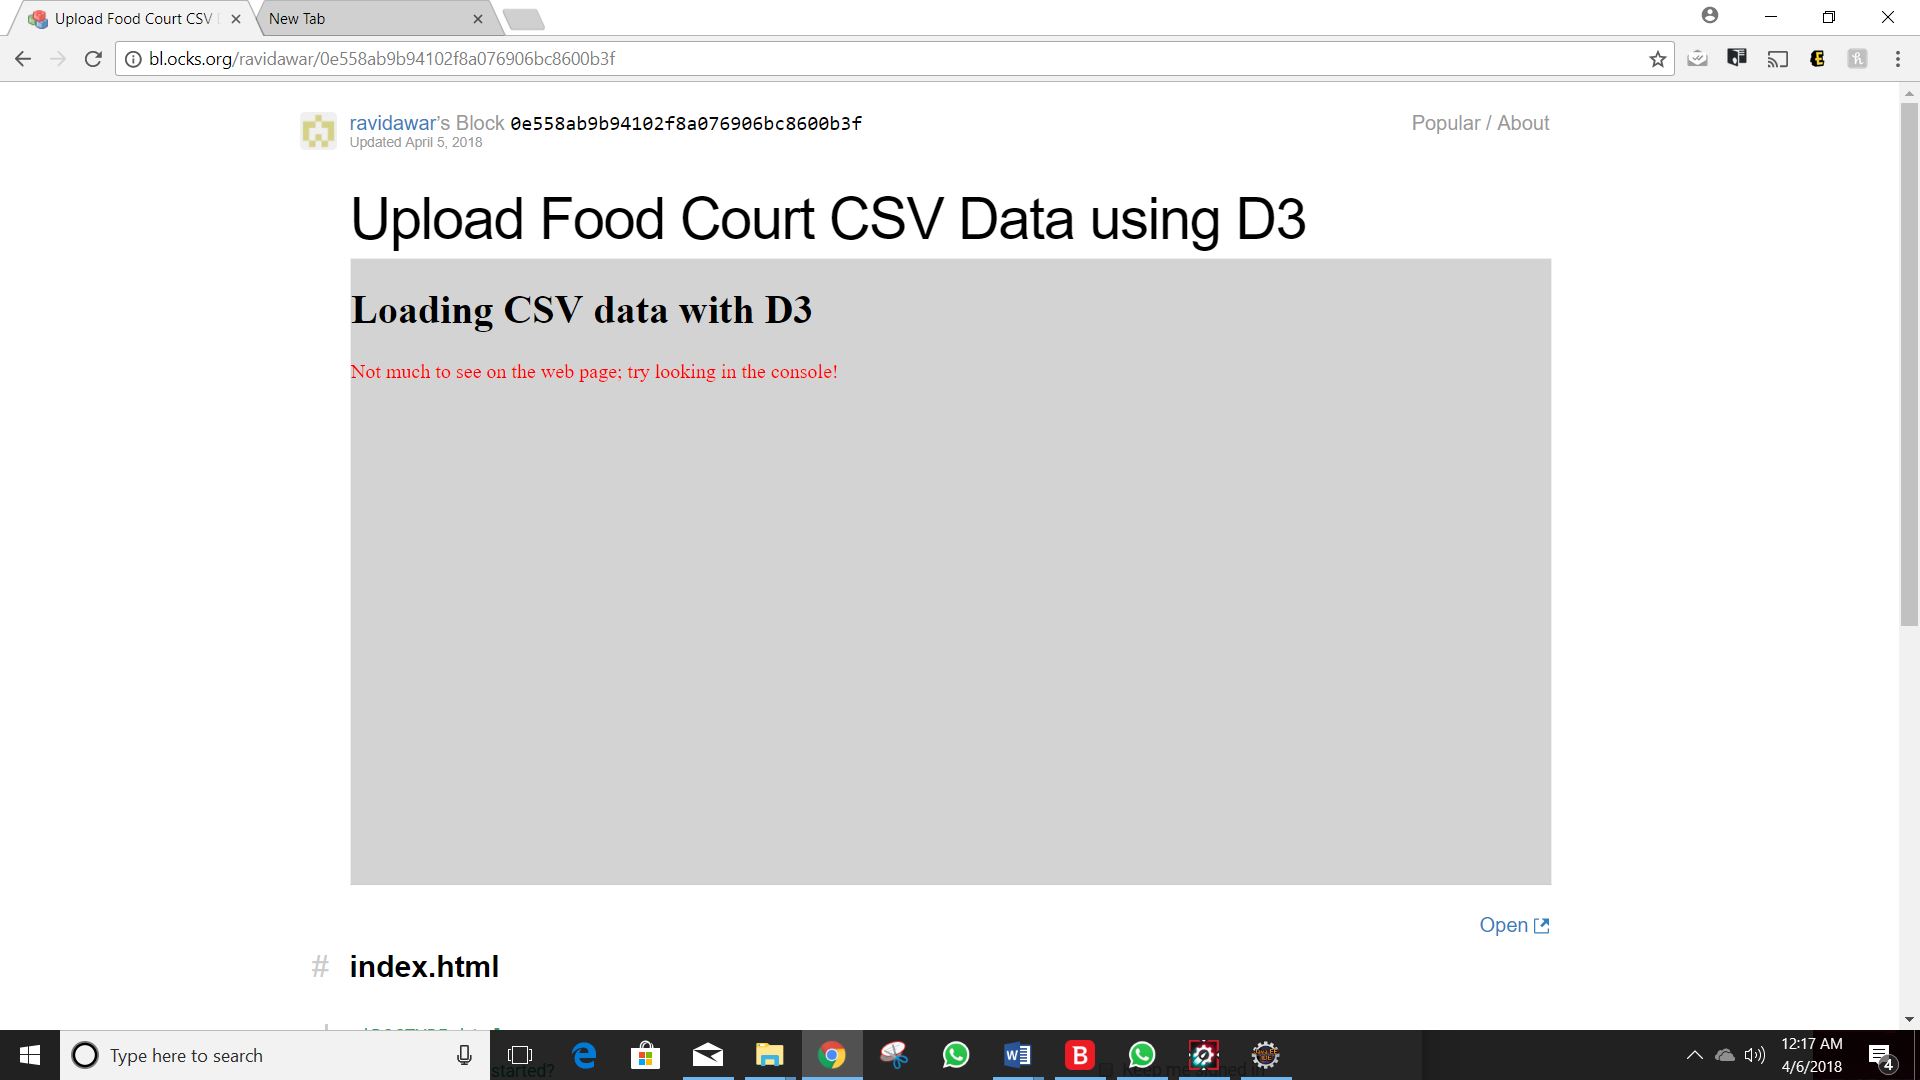 Upload Food Court CSV
New Tab
bl.ocks.org/ravidawar/0e558ab9b94102f8a076906bc8600b3f
ravidawar's Block 0e558ab9b94102f8a076906bc8600b3f
Updated April 5, 2018
Popular / About
Upload Food Court CSV Data using D3
Loading CSV data with D3
Not much to see on the web page; try looking in the console!
Open
# index.html
Type here to search
started?
12:17 AM
4/6/2018
4